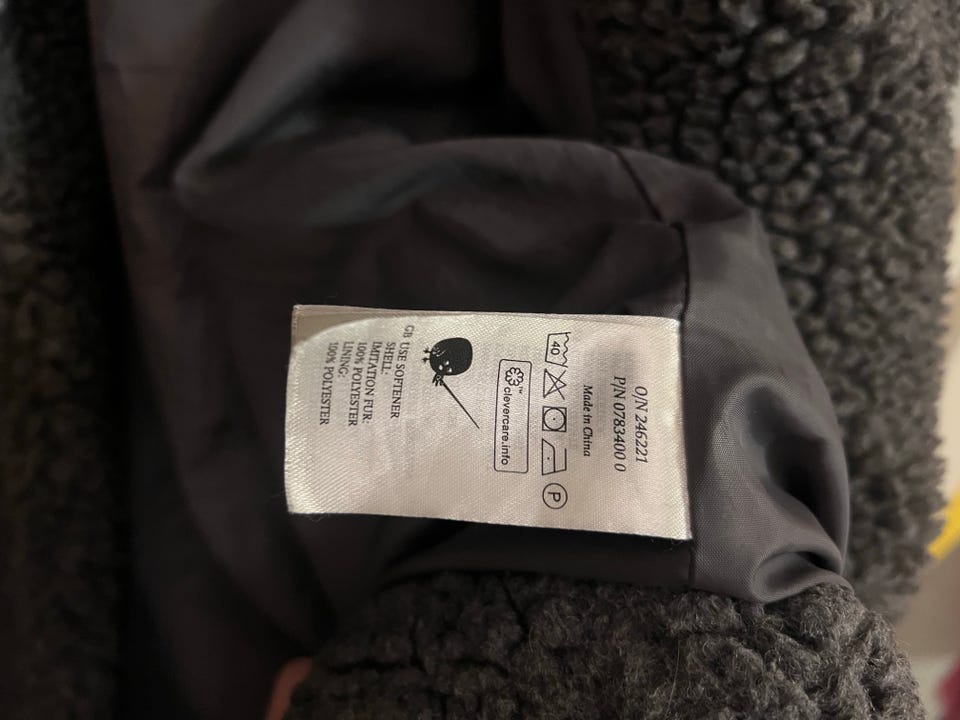 O/N 246221
P/N 0783400 0
Made in China
40
P
™
clevercare.info
GB USE SOFTENER
SHELL:
IMITATION FUR:
100% POLYESTER
LINING:
100% POLYESTER